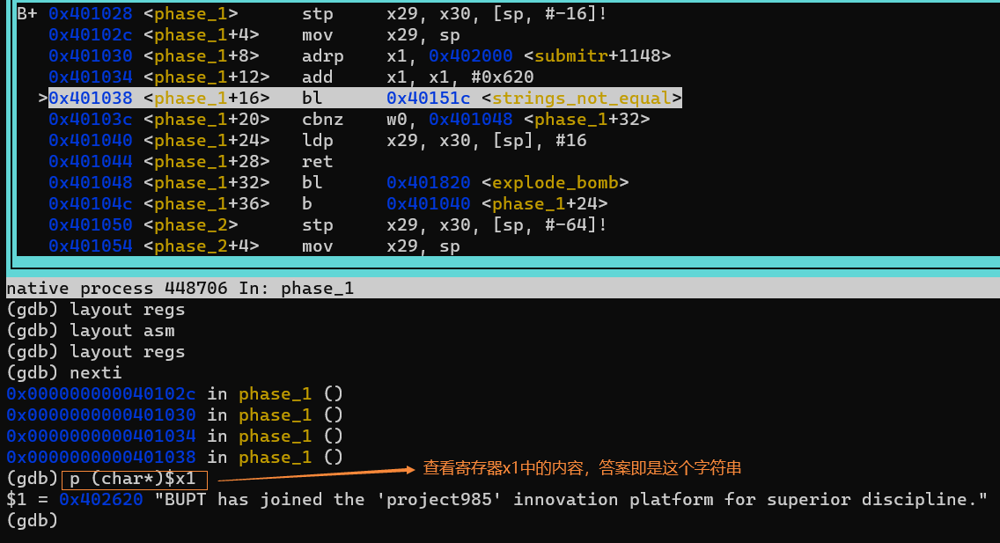 B+ 0x401028 <phase_1> stp x29, x30, [sp, #-16]!
0x40102c <phase_1+4> mov x29, sp
0x401030 <phase_1+8> adrp x1, 0x402000 <submitr+1148>
0x401034 <phase_1+12> add x1, x1, #0x620
>0x401038 <phase_1+16> bl 0x40151c <strings_not_equal>
0x40103c <phase_1+20> cbnz w0, 0x401048 <phase_1+32>
0x401040 <phase_1+24> ldp x29, x30, [sp], #16
0x401044 <phase_1+28> ret
0x401048 <phase_1+32> bl 0x401820 <explode_bomb>
0x40104c <phase_1+36> b 0x401040 <phase_1+24>
0x401050 <phase_2> stp x29, x30, [sp, #-64]!
0x401054 <phase_2+4> mov x29, sp
native process 448706 In: phase_1
(gdb) layout regs
(gdb) layout asm
(gdb) layout regs
(gdb) nexti
0x000000000040102c in phase_1 ()
0x0000000000401030 in phase_1 ()
0x0000000000401034 in phase_1 ()
0x0000000000401038 in phase_1 ()
(gdb) p (char*)$x1 查看寄存器x1中的内容，答案即是这个字符串
$1 = 0x402620 "BUPT has joined the 'project985' innovation platform for superior discipline."
(gdb)